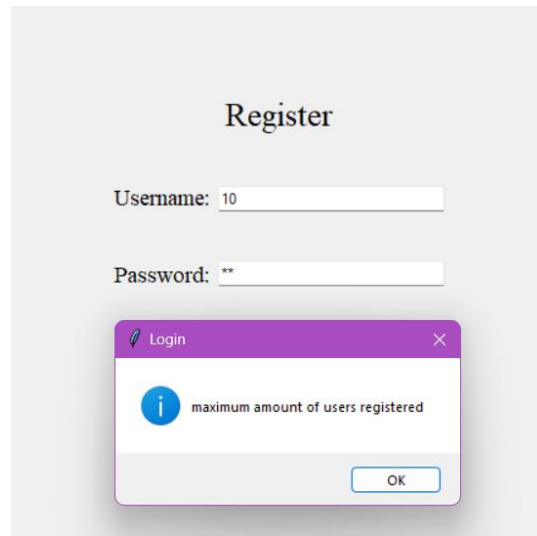 Register
Username: 10
Password: **
Login
maximum amount of users registered
OK